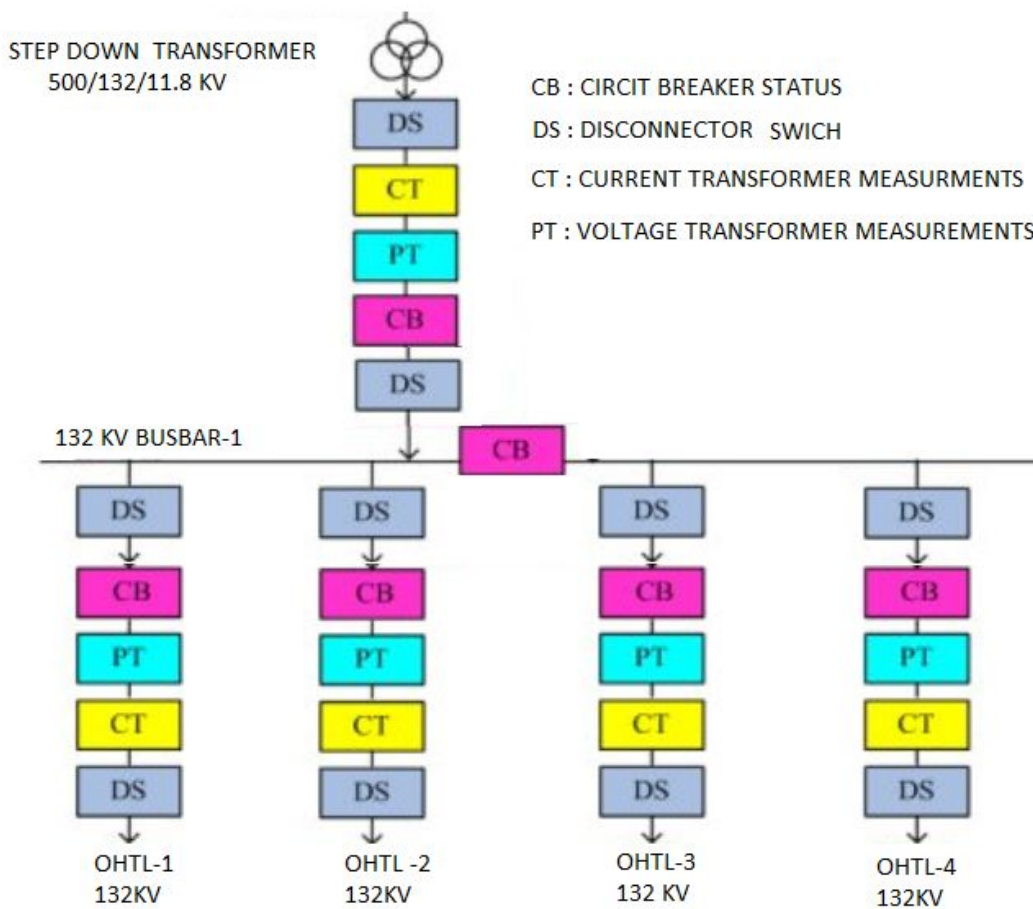 STEP DOWN TRANSFORMER
500/132/11.8 KV
CB : CIRCIT BREAKER STATUS
DS : DISCONNECTOR SWICH
CT : CURRENT TRANSFORMER MEASURMENTS
PT : VOLTAGE TRANSFORMER MEASUREMENTS
DS
CT
PT
CB
DS
132 KV BUSBAR-1
CB
DS DS DS DS
CB CB CB CB
PT PT PT PT
CT CT CT CT
DS DS DS DS
OHTL-1 OHTL -2 OHTL-3 OHTL-4
132KV 132KV 132 KV 132KV